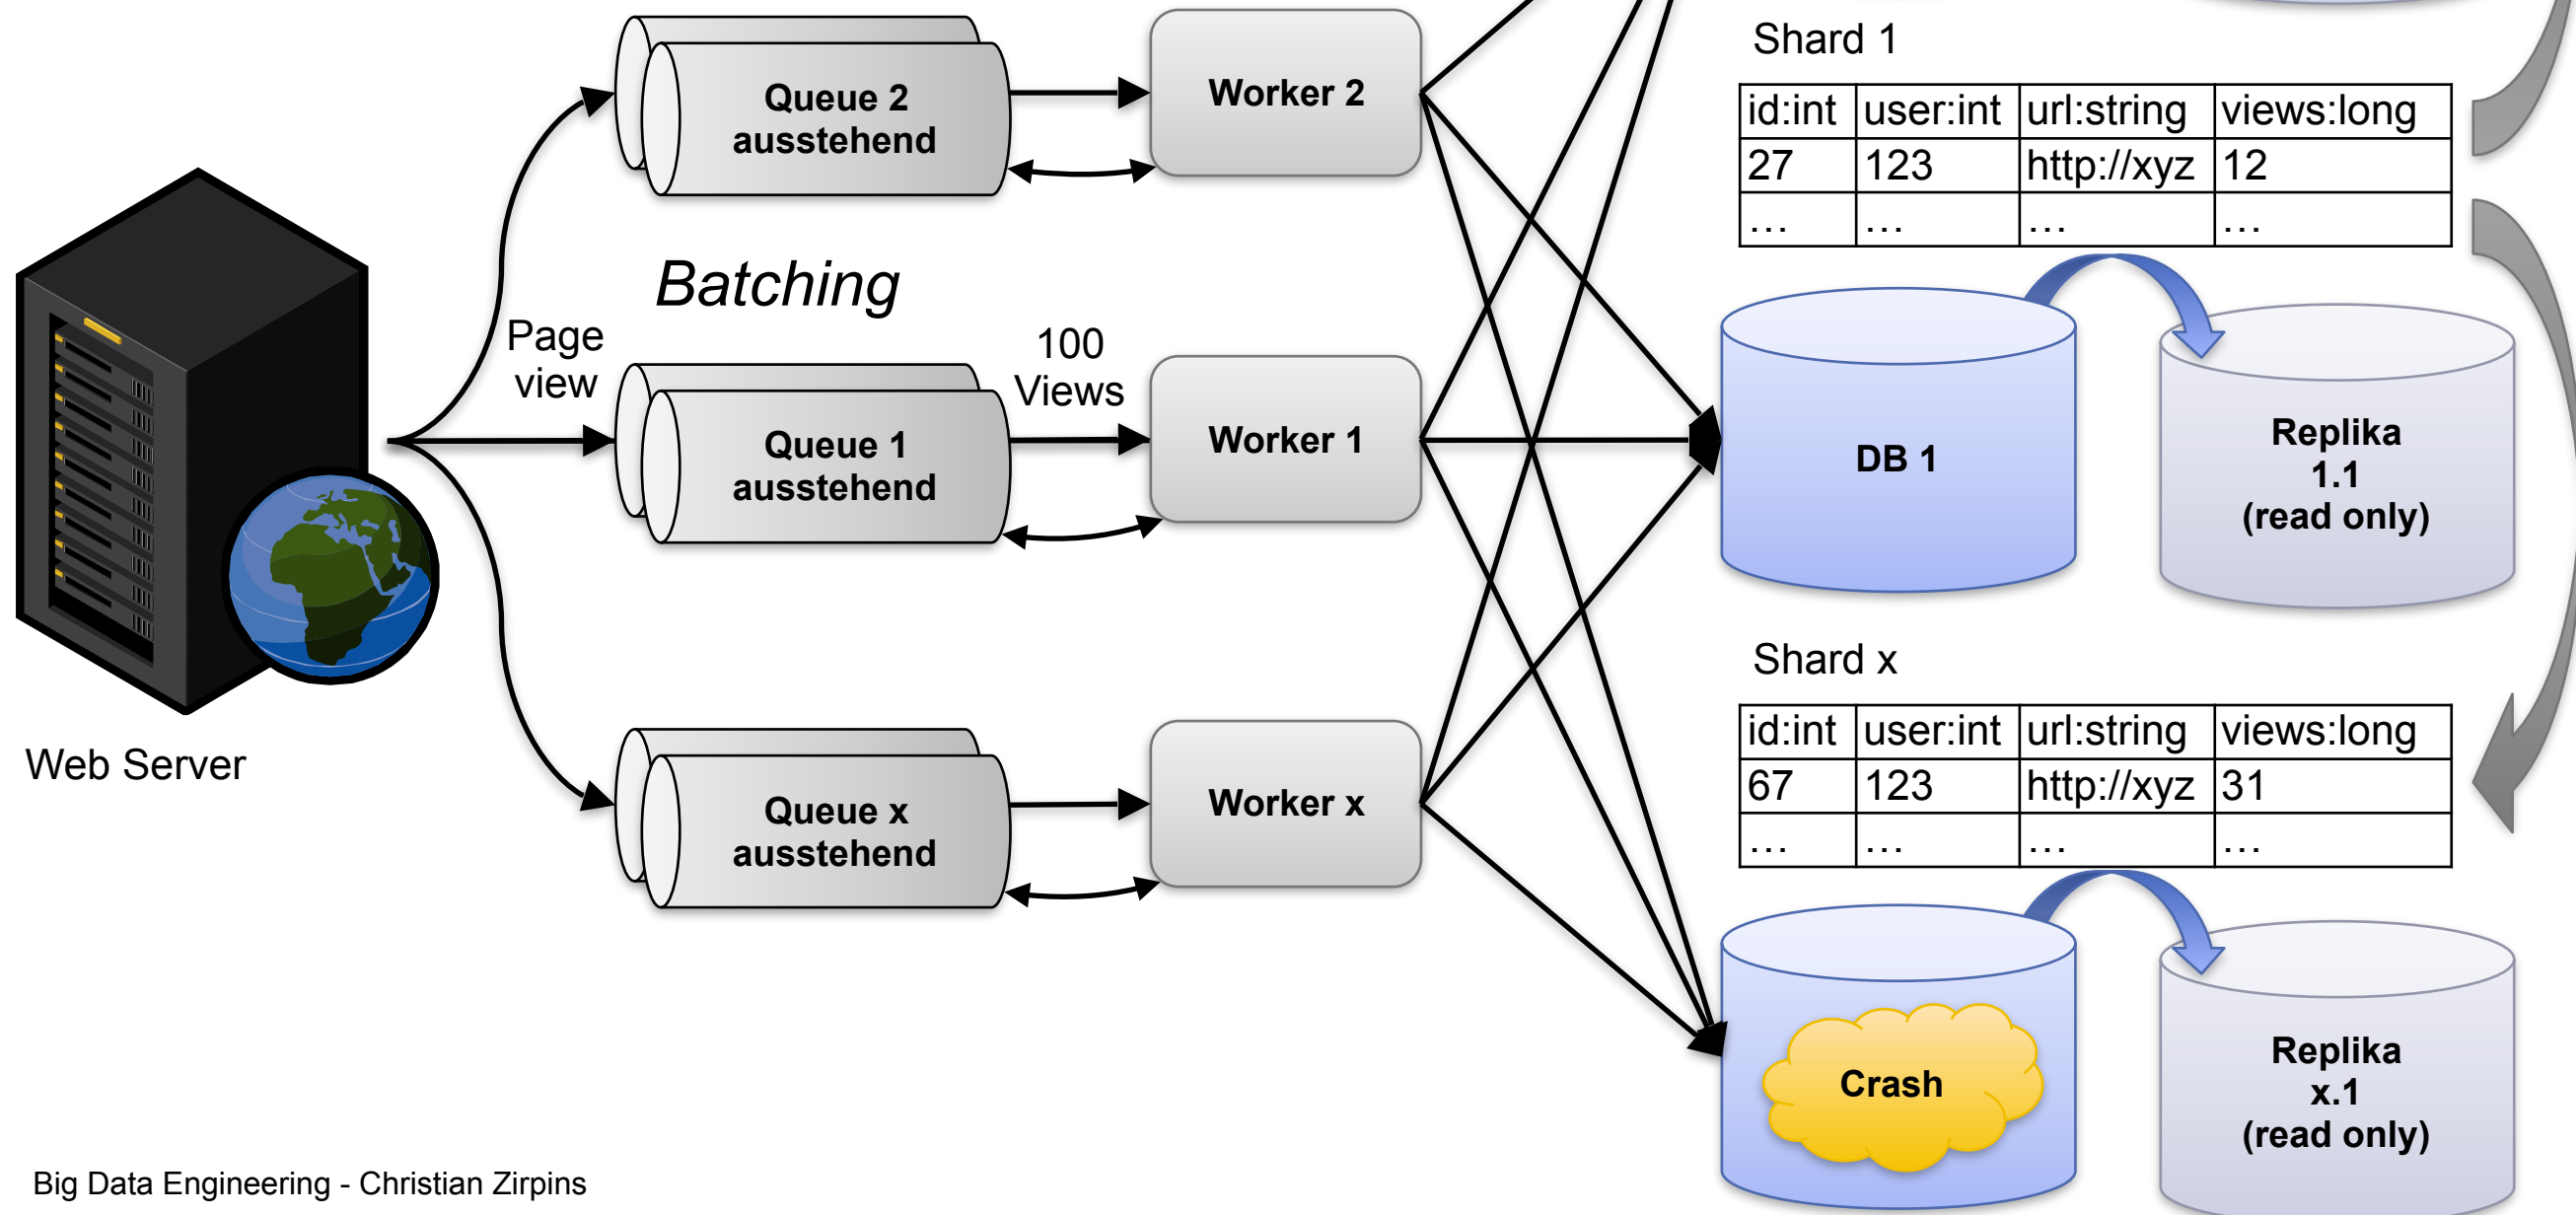 Shard 1
Queue 2
ausstehend
Worker 2
id:int user:int url:string views:long
27 123 http://xyz 12
… … … …
Batching
Page
view
100
Views
Queue 1
ausstehend
Worker 1
DB 1
Replika
1.1
(read only)
Shard x
id:int user:int url:string views:long
67 123 http://xyz 31
… … … …
Web Server
Queue x
ausstehend
Worker x
Crash
Replika
x.1
(read only)
Big Data Engineering - Christian Zirpins